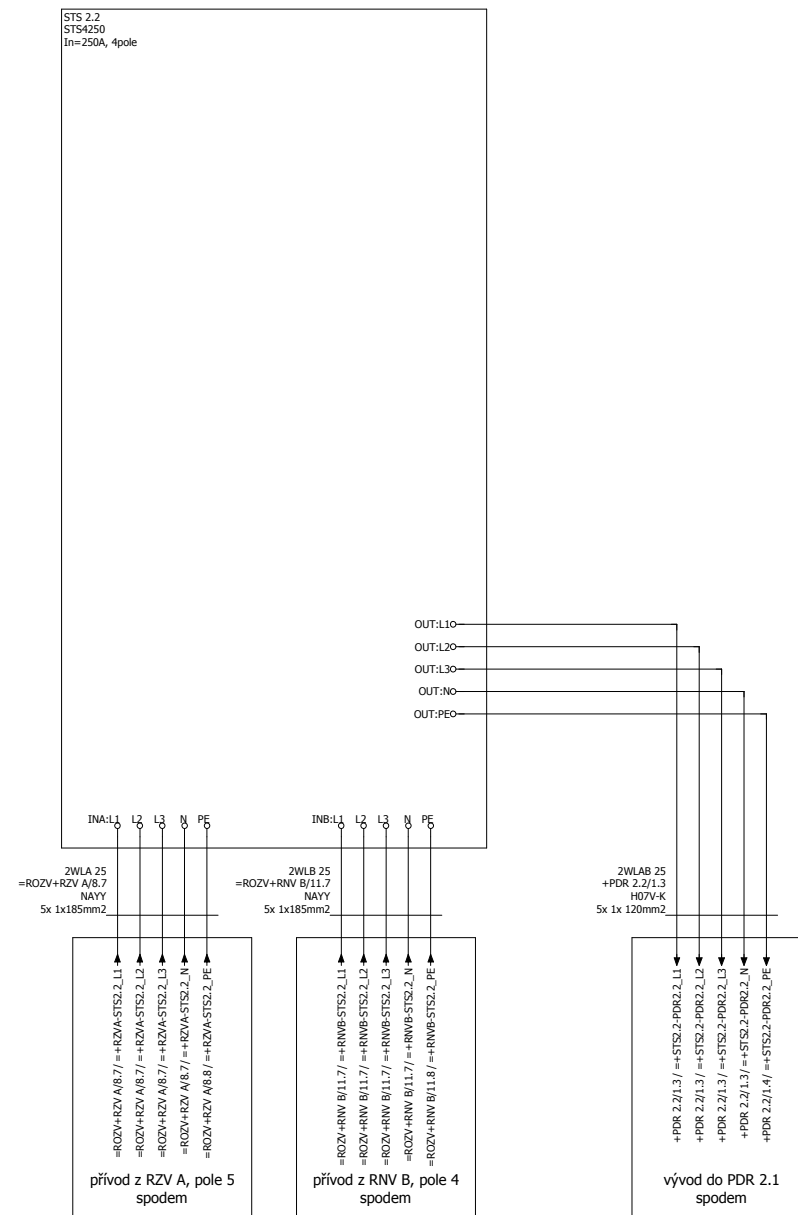 STS 2.2
STS4250
In=250A, 4pole
OUT:L1
OUT:L2
OUT:L3
OUT:N
OUT:PE
INA:L1 L2 L3 N PE
INB:L1 L2 L3 N PE
2WLA 25
=ROZV+RZV A/8.7
NAYY
5x 1x185mm2
2WLB 25
=ROZV+RNV B/11.7
NAYY
5x 1x185mm2
2WLAB 25
+PDR 2.2/1.3
H07V-K
5x 1x 120mm2
=ROZV+RZV A/8.7/ =+RZVA-STS2.2_L1
=ROZV+RZV A/8.7/ =+RZVA-STS2.2_L2
=ROZV+RZV A/8.7/ =+RZVA-STS2.2_L3
=ROZV+RZV A/8.7/ =+RZVA-STS2.2_N
=ROZV+RZV A/8.8/ =+RZVA-STS2.2_PE
=ROZV+RNV B/11.7/ =+RNVB-STS2.2_L1
=ROZV+RNV B/11.7/ =+RNVB-STS2.2_L2
=ROZV+RNV B/11.7/ =+RNVB-STS2.2_L3
=ROZV+RNV B/11.7/ =+RNVB-STS2.2_N
=ROZV+RNV B/11.8/ =+RNVB-STS2.2_PE
+PDR 2.2/1.3 / =+STS2.2-PDR2.2_L1
+PDR 2.2/1.3 / =+STS2.2-PDR2.2_L2
+PDR 2.2/1.3 / =+STS2.2-PDR2.2_L3
+PDR 2.2/1.3/ =+STS2.2-PDR2.2_N
+PDR 2.2/1.4/ =+STS2.2-PDR2.2_PE
přívod z RZV A, pole 5
spodem
přívod z RNV B, pole 4
spodem
vývod do PDR 2.1
spodem